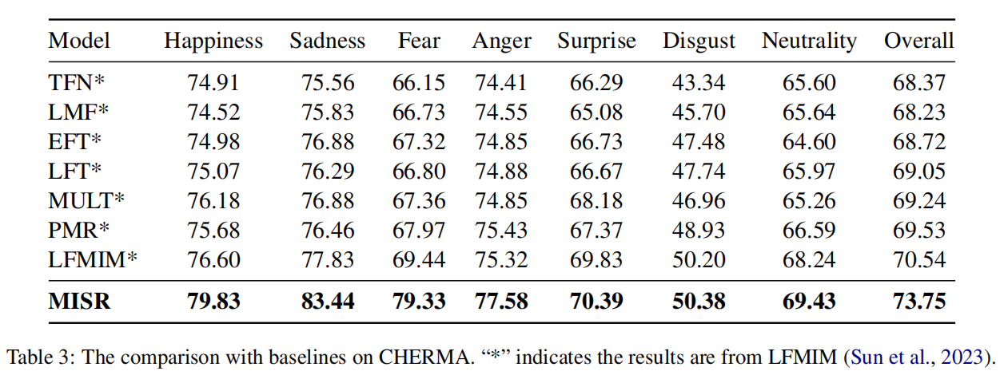 Model Happiness Sadness Fear Anger Surprise Disgust Neutrality Overall
TFN* 74.91 75.56 66.15 74.41 66.29 43.34 65.60 68.37
LMF* 74.52 75.83 66.73 74.55 65.08 45.70 65.64 68.23
EFT* 74.98 76.88 67.32 74.85 66.73 47.48 64.60 68.72
LFT* 75.07 76.29 66.80 74.88 66.67 47.74 65.97 69.05
MULT* 76.18 76.88 67.36 74.85 68.18 46.96 65.26 69.24
PMR* 75.68 76.46 67.97 75.43 67.37 48.93 66.59 69.53
LFMIM* 76.60 77.83 69.44 75.32 69.83 50.20 68.24 70.54
MISR 79.83 83.44 79.33 77.58 70.39 50.38 69.43 73.75
Table 3: The comparison with baselines on CHERMA. “*” indicates the results are from LFMIM (Sun et al., 2023).